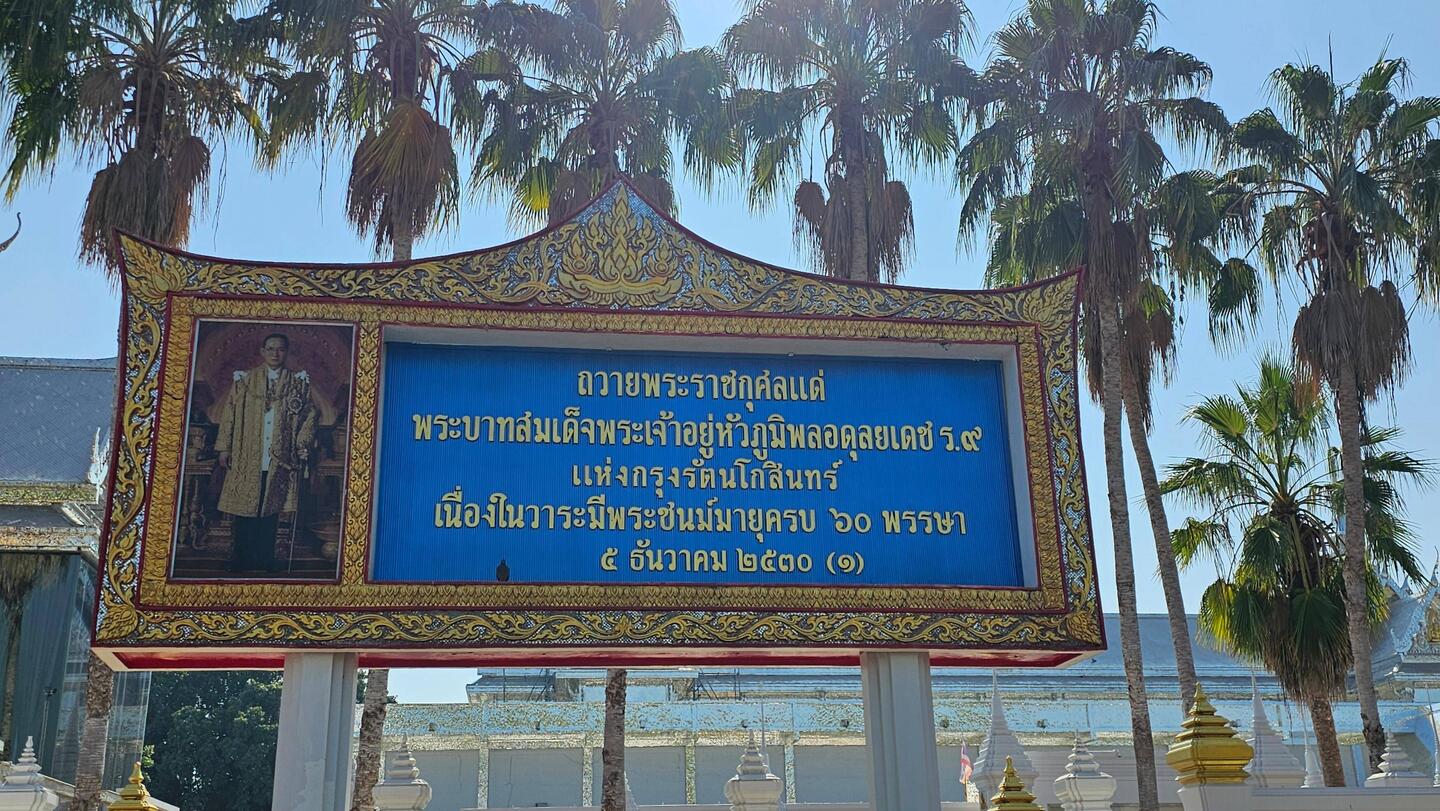 ถวายพระราชกุศลแด่
พระบาทสมเด็จพระเจ้าอยู่หัวภูมิพลอดุลยเดช ร.๙
แห่งกรุงรัตนโกสินทร์
เนื่องในวาระมีพระชนม์มายุครบ ๖๐ พรรษา
๕ ธันวาคม ๒๕๓๐ (๑)